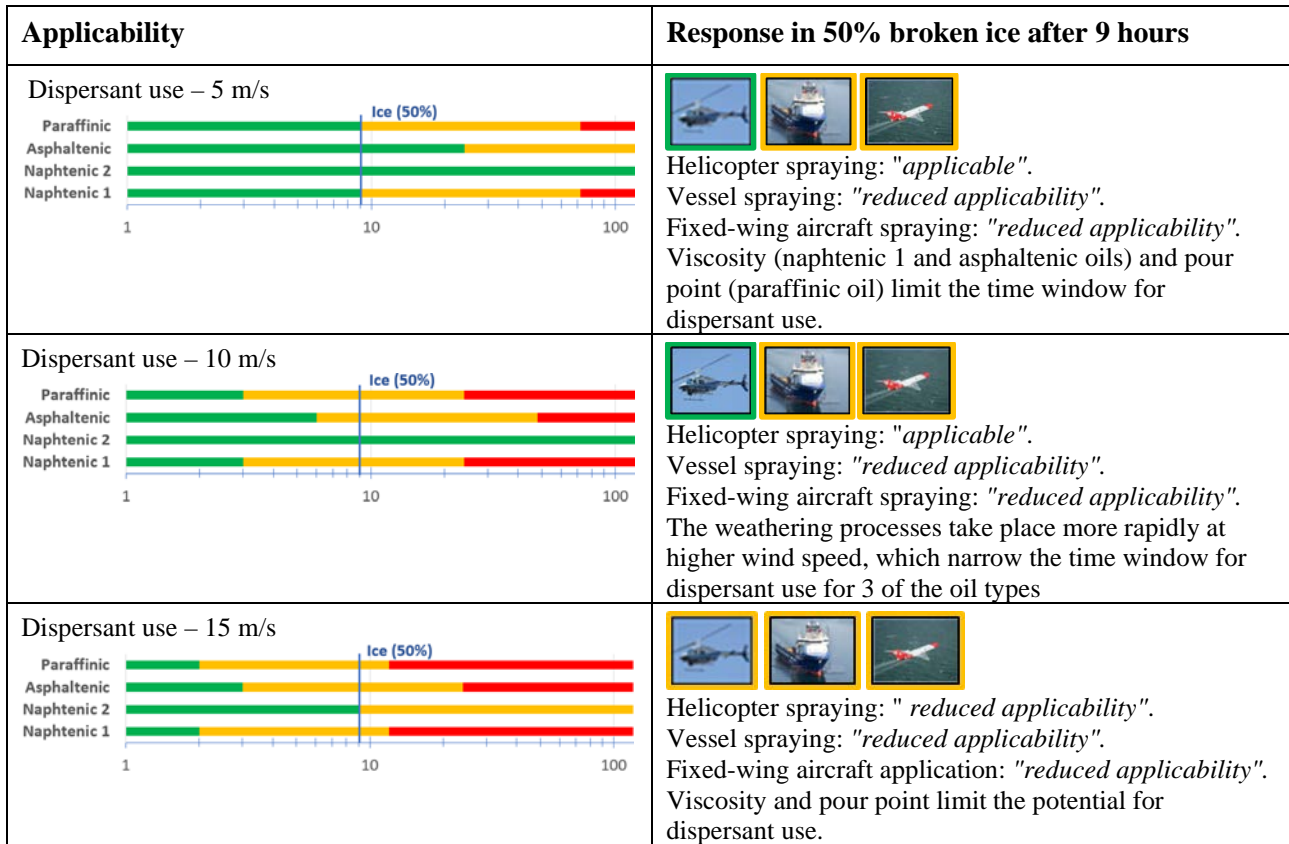 Applicability
Response in 50% broken ice after 9 hours
Dispersant use – 5 m/s
Ice (50%)
Paraffinic
Asphaltenic
Naphtenic 2
Naphtenic 1
1 10 100
Helicopter spraying: "applicable".
Vessel spraying: "reduced applicability".
Fixed-wing aircraft spraying: "reduced applicability".
Viscosity (naphtenic 1 and asphaltenic oils) and pour
point (paraffinic oil) limit the time window for
dispersant use.
Dispersant use – 10 m/s
Ice (50%)
Paraffinic
Asphaltenic
Naphtenic 2
Naphtenic 1
1 10 100
Helicopter spraying: "applicable".
Vessel spraying: "reduced applicability".
Fixed-wing aircraft spraying: "reduced applicability".
The weathering processes take place more rapidly at
higher wind speed, which narrow the time window for
dispersant use for 3 of the oil types
Dispersant use – 15 m/s
Ice (50%)
Paraffinic
Asphaltenic
Naphtenic 2
Naphtenic 1
1 10 100
Helicopter spraying: " reduced applicability".
Vessel spraying: "reduced applicability".
Fixed-wing aircraft application: "reduced applicability".
Viscosity and pour point limit the potential for
dispersant use.